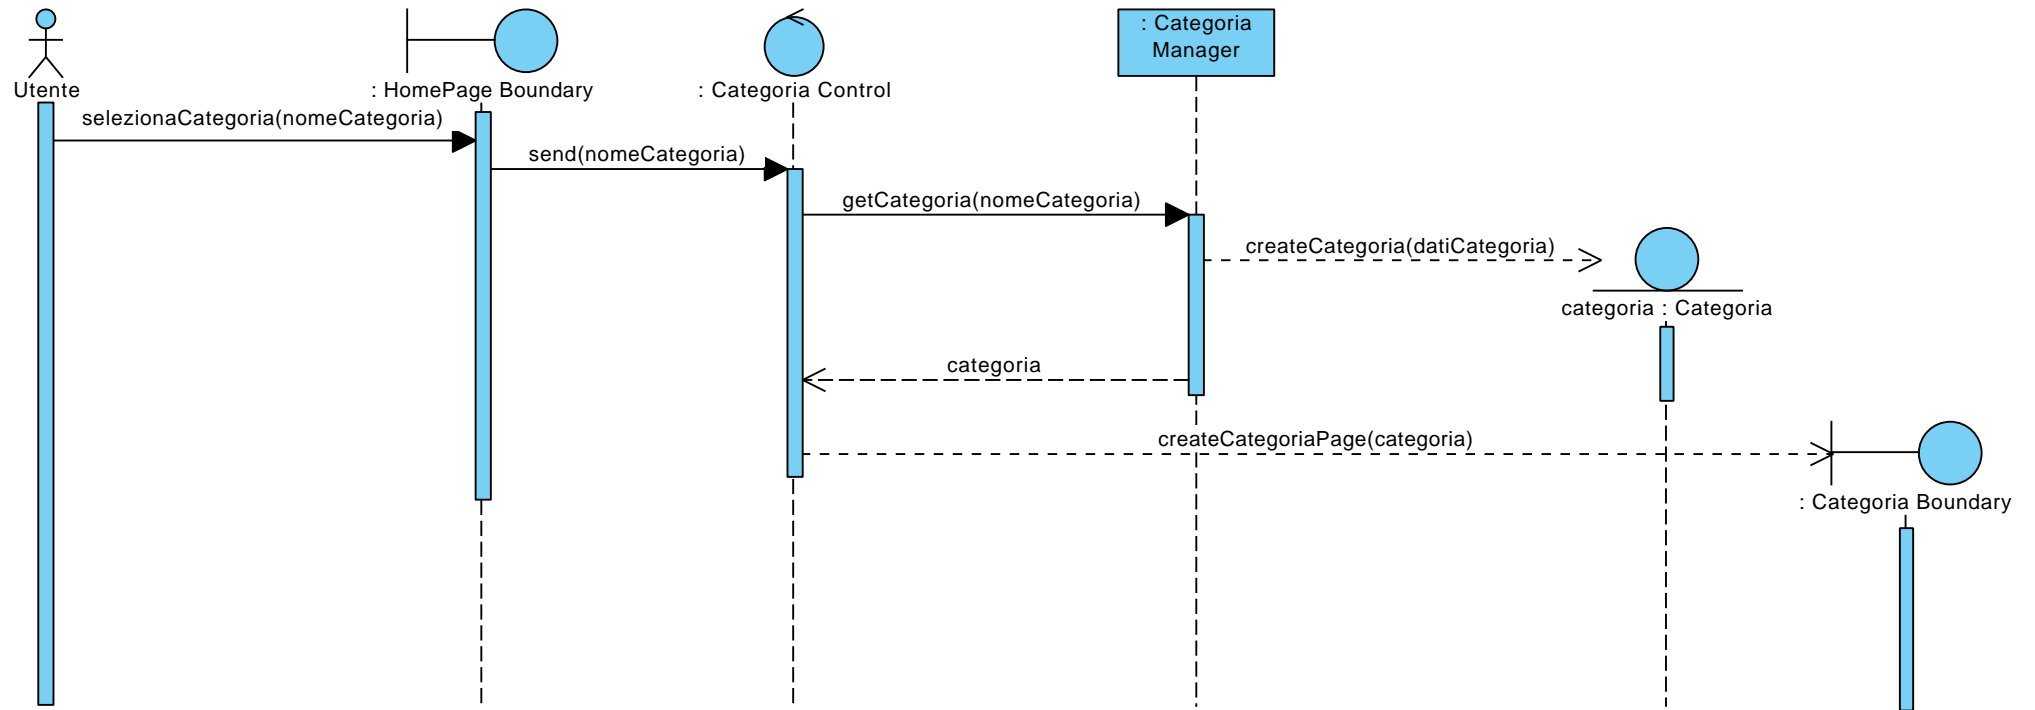 : Categoria
Manager
Utente
: HomePage Boundary
: Categoria Control
selezionaCategoria(nomeCategoria)
send(nomeCategoria)
getCategoria(nomeCategoria)
createCategoria(datiCategoria)
categoria : Categoria
categoria
createCategoriaPage(categoria)
: Categoria Boundary